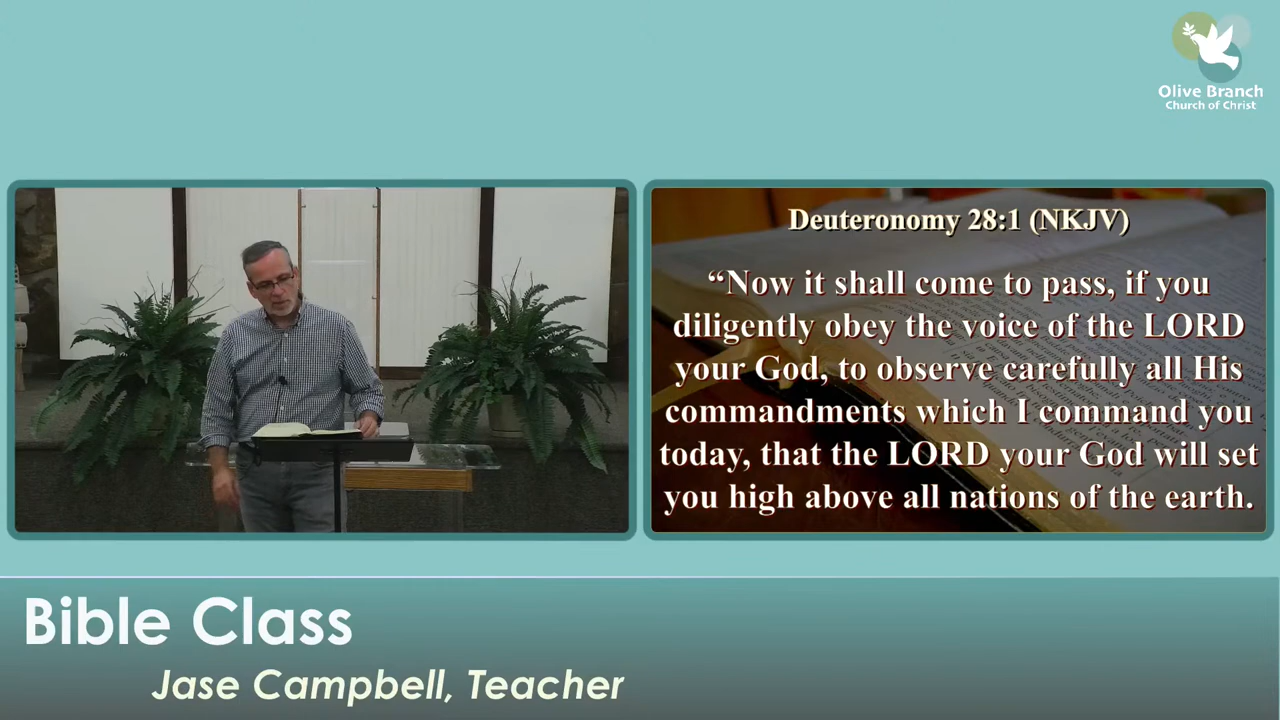 Olive Branch
Church of Christ
Deuteronomy 28:1 (NKJV)
“Now it shall come to pass, if you
diligently obey the voice of the LORD
your God, to observe carefully all His
commandments which I command you
today, that the LORD your God will set
you high above all nations of the earth.
Bible Class
Jase Campbell, Teacher